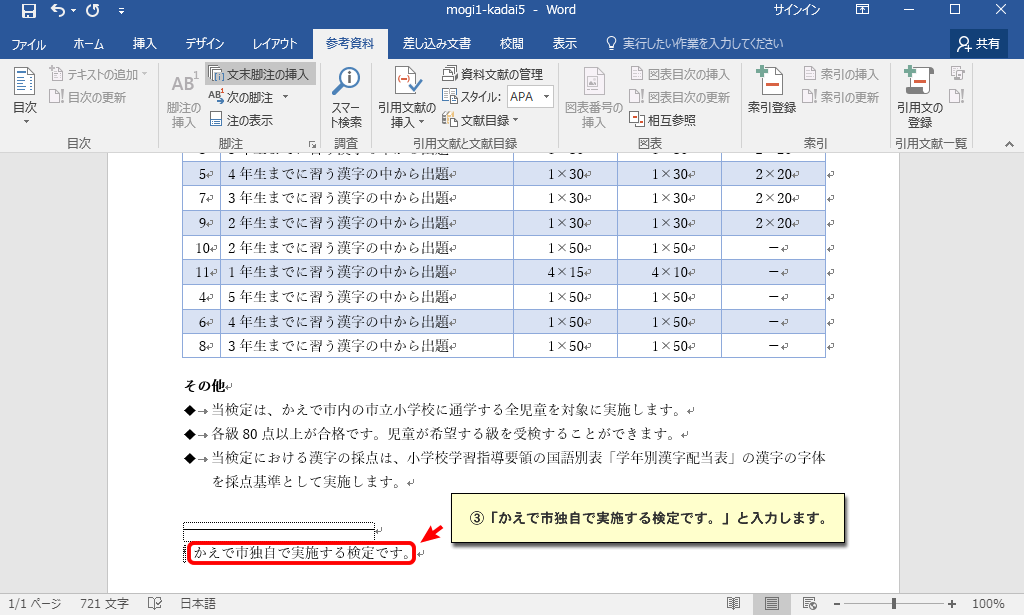 mogi1-kadai5 - Word
サインイン
ファイル ホーム 挿入 デザイン レイアウト 参考資料 差し込み文書 校閲 表示 実行したい作業を入力してください 共有
目次
テキストの追加
目次の更新
目次
AB1
脚注の挿入
文末脚注の挿入
次の脚注
注の表示
脚注
スマート検索
調査
引用文献の挿入
資料文献の管理
スタイル: APA
文献目録
引用文献と文献目録
図表番号の挿入
図表目次の挿入
図表目次の更新
相互参照
図表
索引登録
索引の挿入
索引の更新
索引
引用文の登録
引用文献一覧
5 4年生までに習う漢字の中から出題 1×30 1×30 2×20
7 3年生までに習う漢字の中から出題 1×30 1×30 2×20
9 2年生までに習う漢字の中から出題 1×30 1×30 2×20
10 2年生までに習う漢字の中から出題 1×50 1×50 －
11 1年生までに習う漢字の中から出題 4×15 4×10 －
4 5年生までに習う漢字の中から出題 1×50 1×50 －
6 4年生までに習う漢字の中から出題 1×50 1×50 －
8 3年生までに習う漢字の中から出題 1×50 1×50 －
その他
◆→当検定は、かえで市内の市立小学校に通学する全児童を対象に実施します。
◆→各級80点以上が合格です。児童が希望する級を受検することができます。
◆→当検定における漢字の採点は、小学校学習指導要領の国語別表「学年別漢字配当表」の漢字の字体
を採点基準として実施します。
③「かえで市独自で実施する検定です。」と入力します。
かえで市独自で実施する検定です。
1/1 ページ 721 文字 日本語 100%